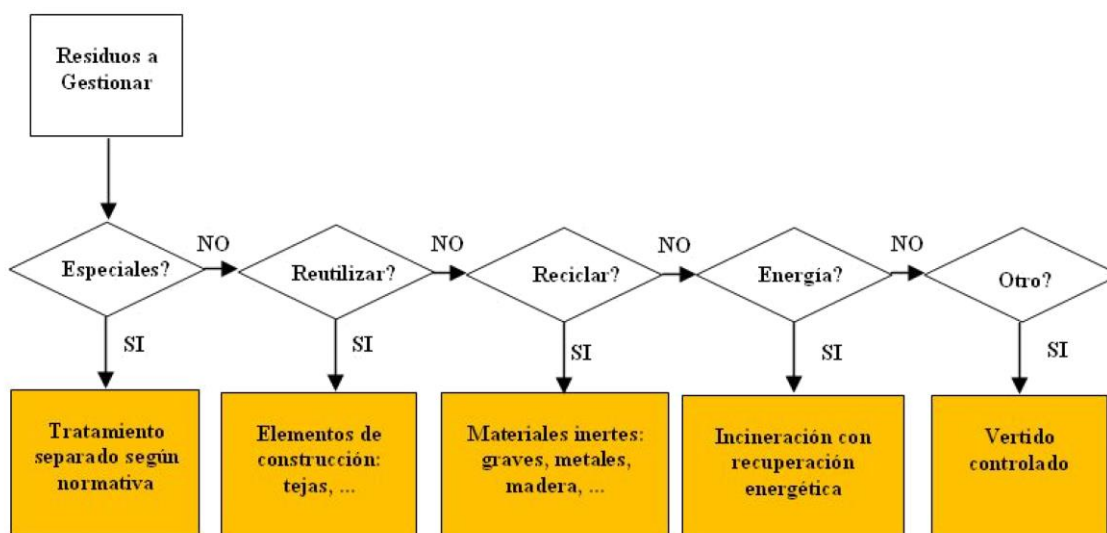 Residuos a
Gestionar
Especiales?
NO
Reutilizar?
NO
Reciclar?
NO
Energía?
NO
Otro?
SI
SI
SI
SI
SI
Tratamiento
separado según
normativa
Elementos de
construcción:
tejas, ...
Materiales inertes:
graves, metales,
madera, ...
Incineración con
recuperación
energética
Vertido
controlado